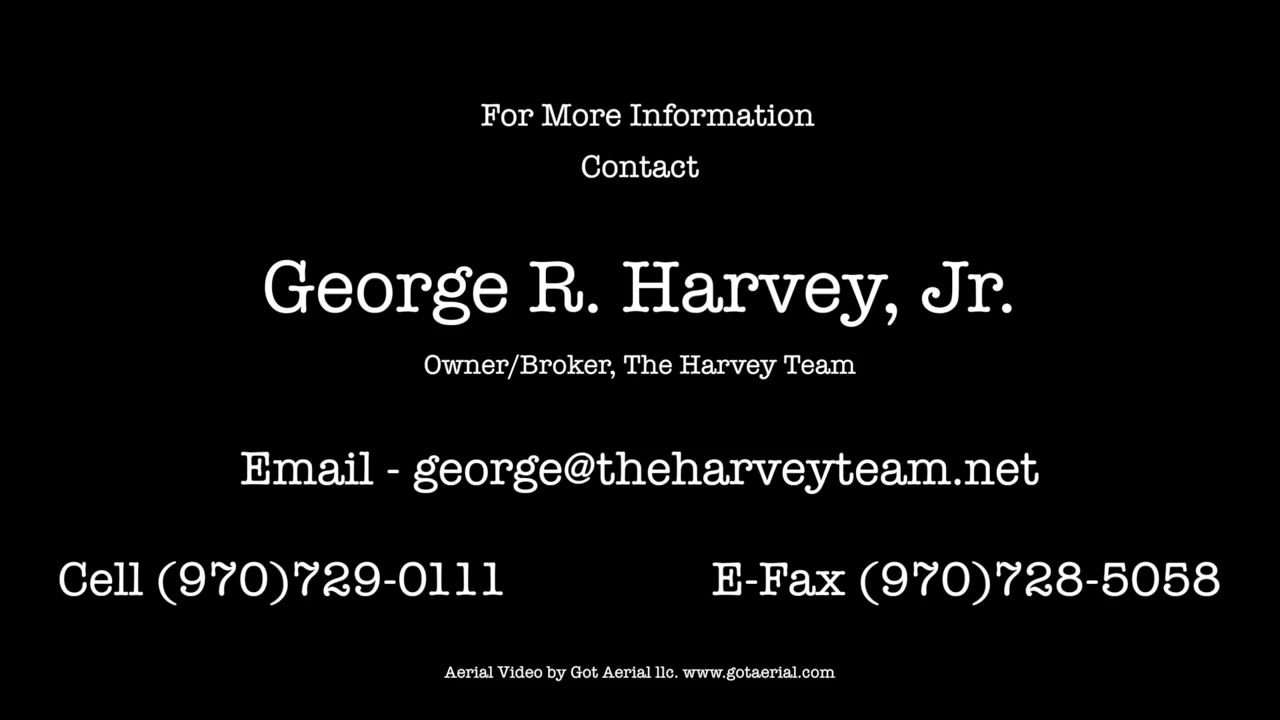 For More Information
Contact
George R. Harvey, Jr.
Owner/Broker, The Harvey Team
Email - george@theharveyteam.net
Cell (970)729-0111 E-Fax (970)728-5058
Aerial Video by Got Aerial llc. www.gotaerial.com